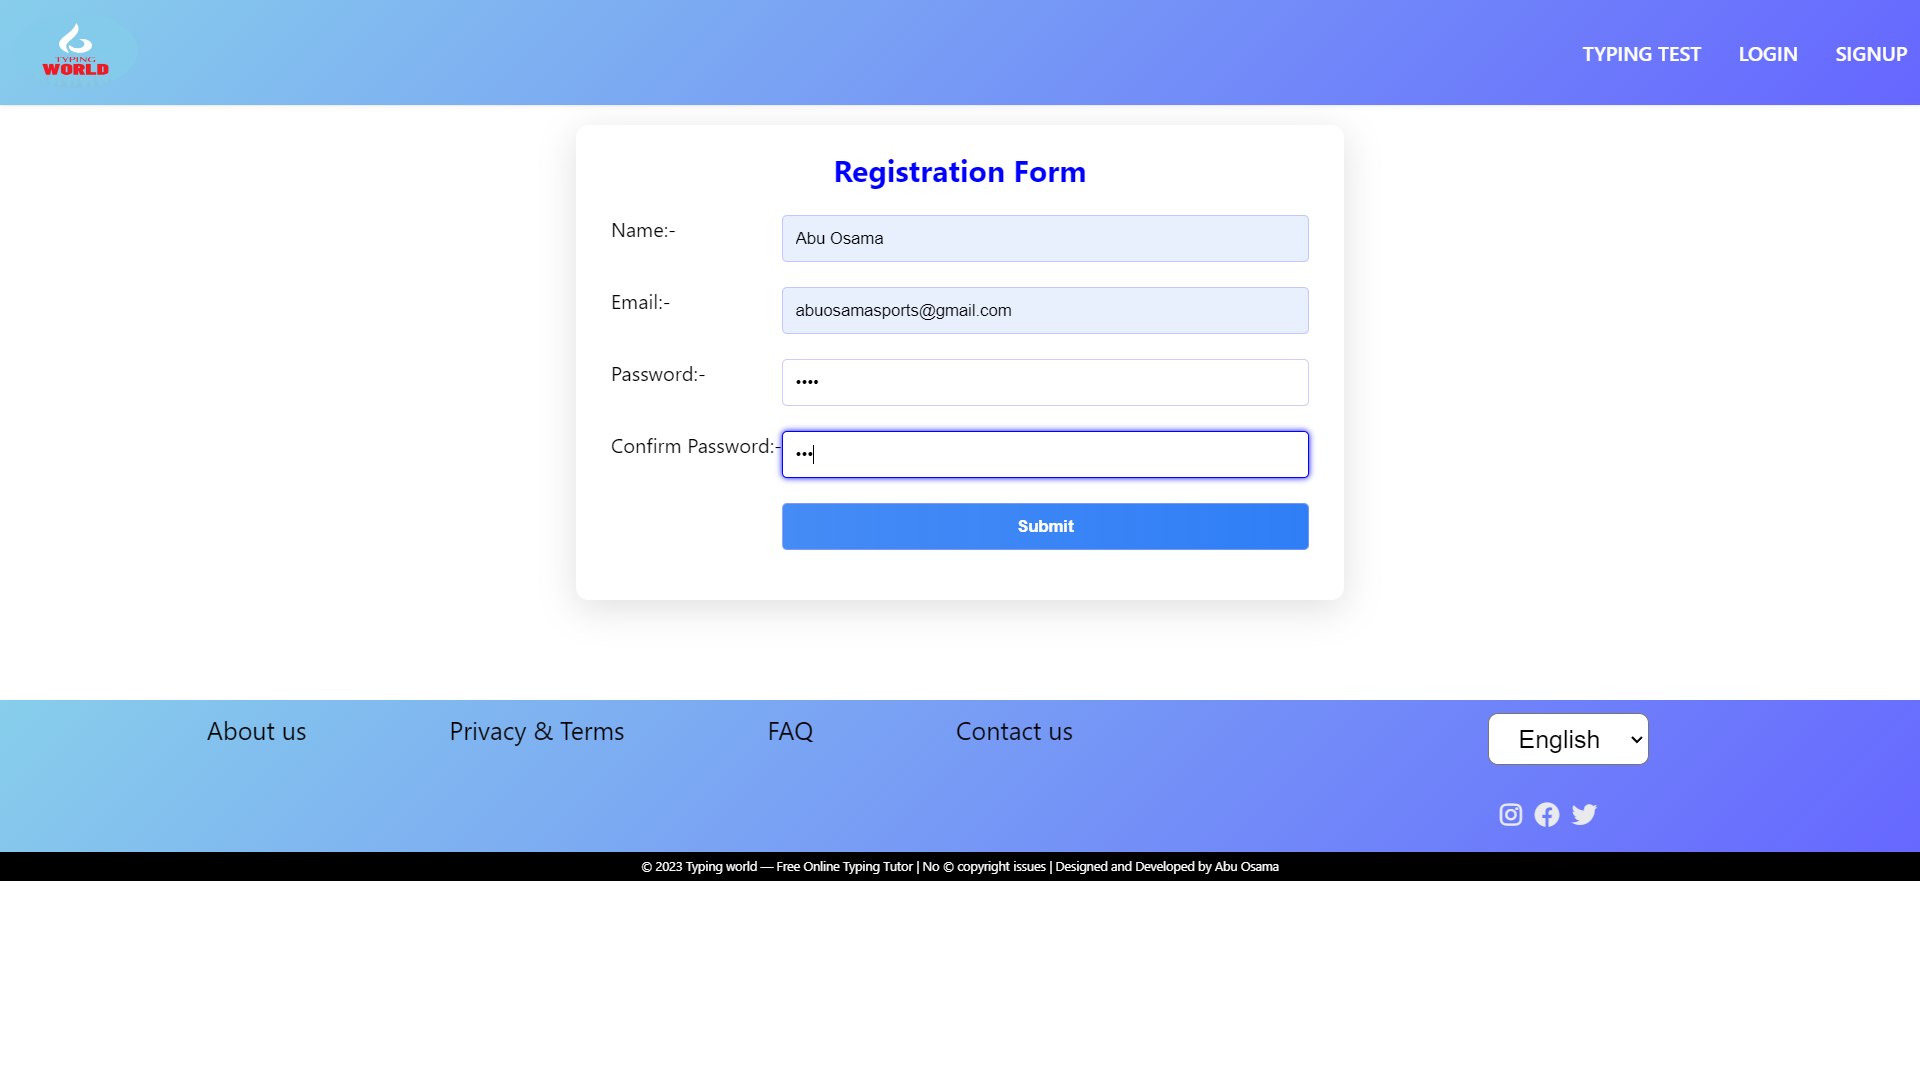 TYPING
WORLD
TYPING TEST LOGIN SIGNUP
Registration Form
Name:- Abu Osama
Email:- abuosamasports@gmail.com
Password:- ••••
Confirm Password:- •••
Submit
About us Privacy & Terms FAQ Contact us English
© 2023 Typing world — Free Online Typing Tutor | No © copyright issues | Designed and Developed by Abu Osama